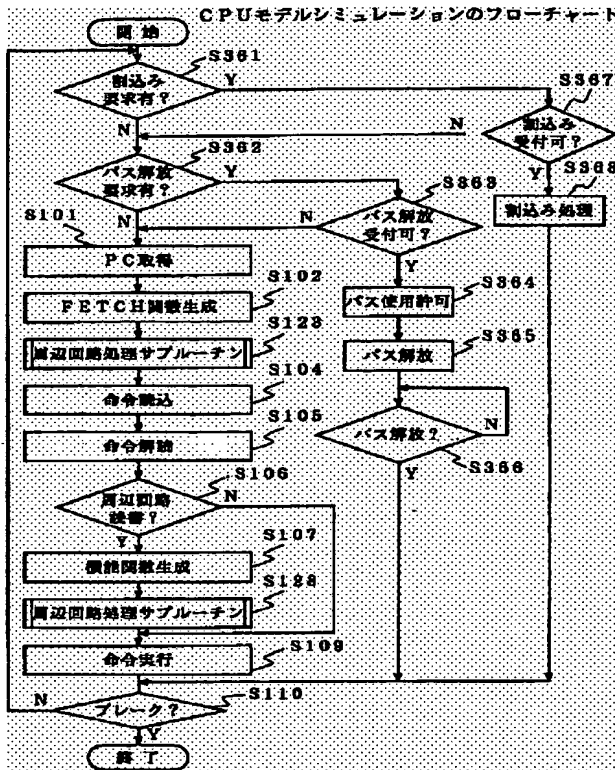 CPUモデルシミュレーションのフローチャート
開始
S361
割込み
要求有?
Y
N
S367
割込み
受付可?
N
Y
S368
割込み処理
S362
バス解放
要求有?
Y
N
S363
バス解放
受付可?
N
Y
S101
PC取得
S102
FETCH関数生成
S364
バス使用許可
S123
周辺回路処理サブルーチン
S365
バス解放
S104
命令読込
S105
命令解読
バス解放?
N
S366
Y
S106
周辺回路
読書?
N
Y
S107
機能関数生成
S128
周辺回路処理サブルーチン
S109
命令実行
N
ブレーク?
S110
Y
終了